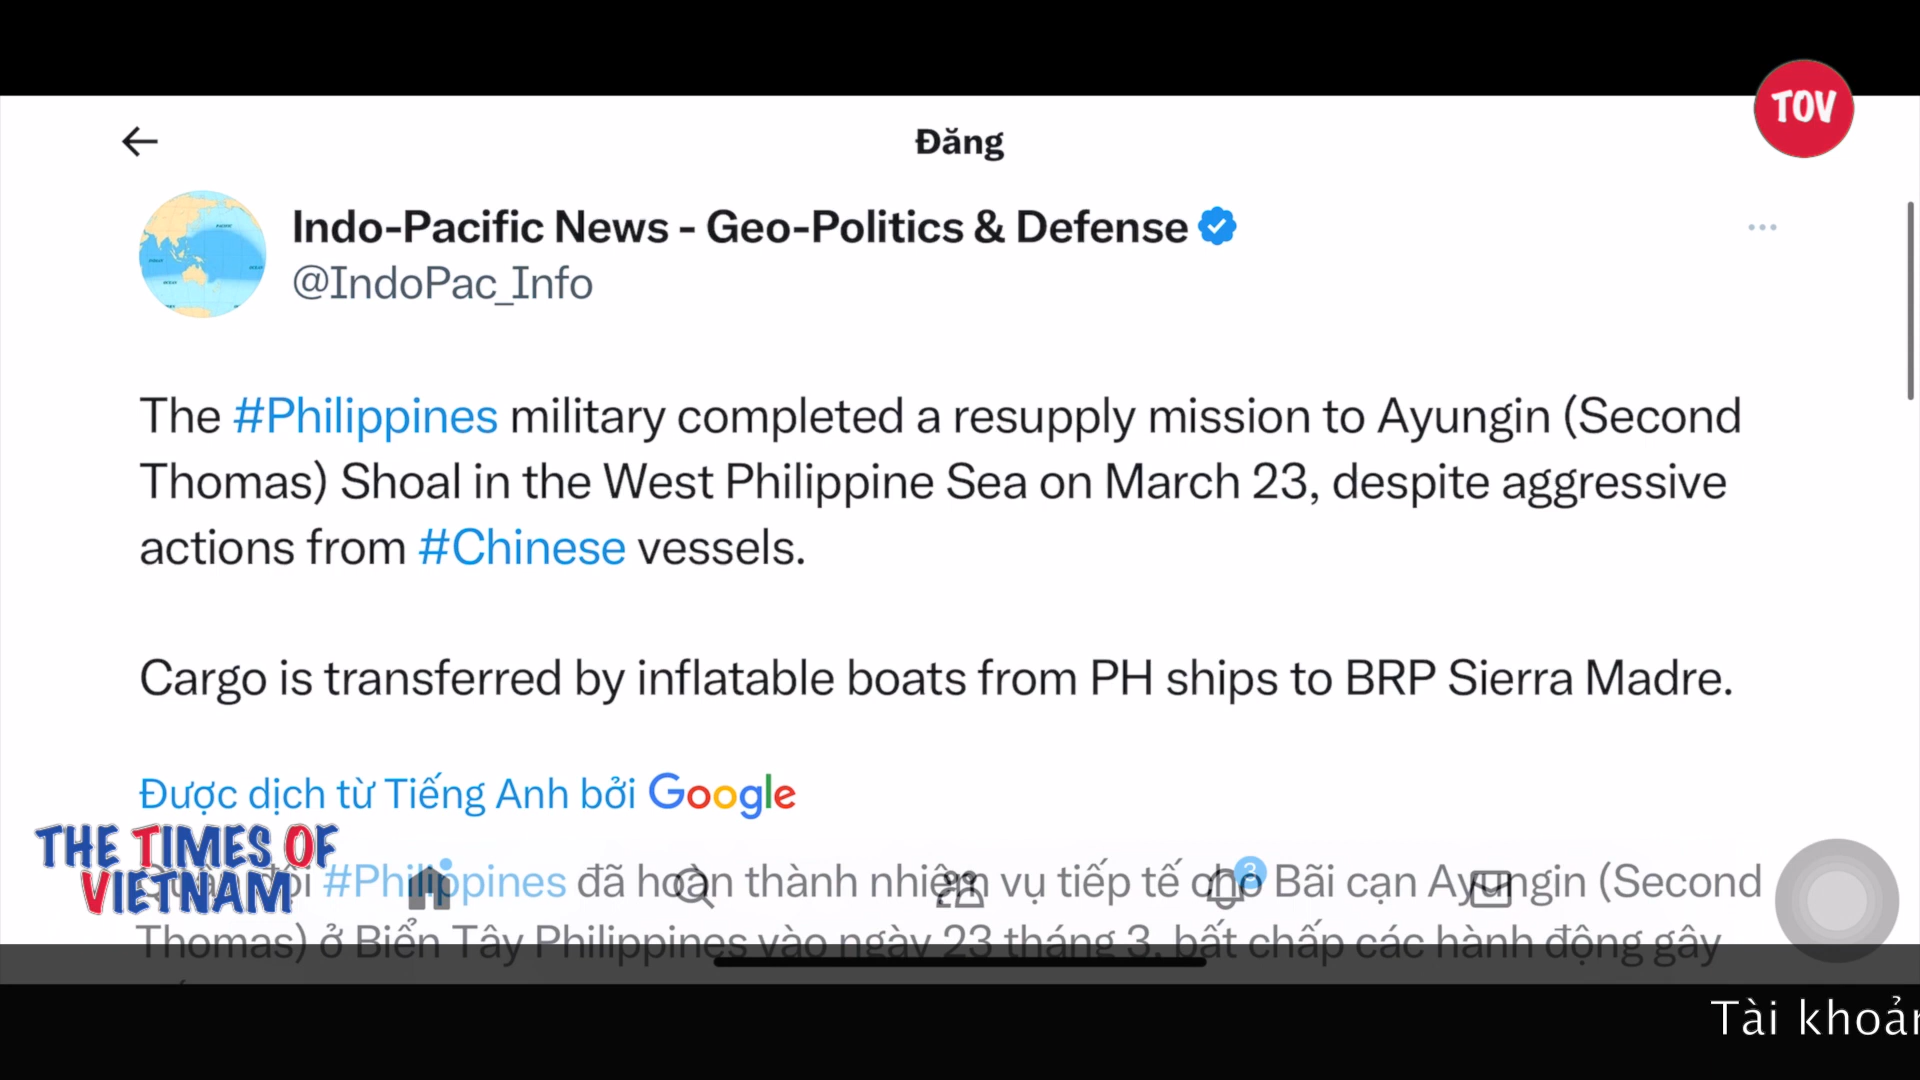 TOV
Đăng
Indo-Pacific News - Geo-Politics & Defense
@IndoPac_Info
The #Philippines military completed a resupply mission to Ayungin (Second
Thomas) Shoal in the West Philippine Sea on March 23, despite aggressive
actions from #Chinese vessels.
Cargo is transferred by inflatable boats from PH ships to BRP Sierra Madre.
Được dịch từ Tiếng Anh bởi Google
THE TIMES OF
VIETNAM
#Philippines đã hoàn thành nhiệm vụ tiếp tế cho Bãi cạn Ayungin (Second
Thomas) ở Biển Tây Philippines vào ngày 23 tháng 3, bất chấp các hành động gây
Tài khoản